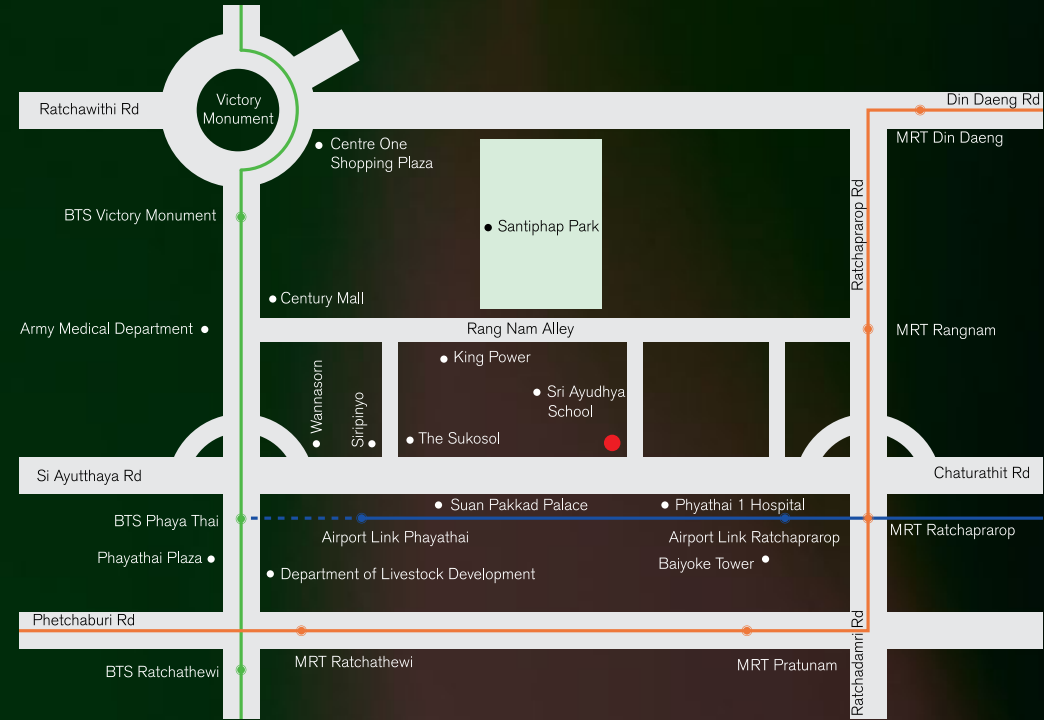 Din Daeng Rd
Ratchawithi Rd
Victory
Monument
MRT Din Daeng
Centre One
Shopping Plaza
Ratchaprarop Rd
BTS Victory Monument
Santiphap Park
Century Mall
Army Medical Department
Rang Nam Alley
MRT Rangnam
King Power
Wannasorn
Siripinyo
Sri Ayudhya
School
The Sukosol
Si Ayutthaya Rd
Chaturathit Rd
Suan Pakkad Palace
Phyathai 1 Hospital
BTS Phaya Thai
MRT Ratchaprarop
Airport Link Phayathai
Airport Link Ratchaprarop
Phayathai Plaza
Baiyoke Tower
Department of Livestock Development
Phetchaburi Rd
Ratchadamri Rd
MRT Ratchathewi
MRT Pratunam
BTS Ratchathewi